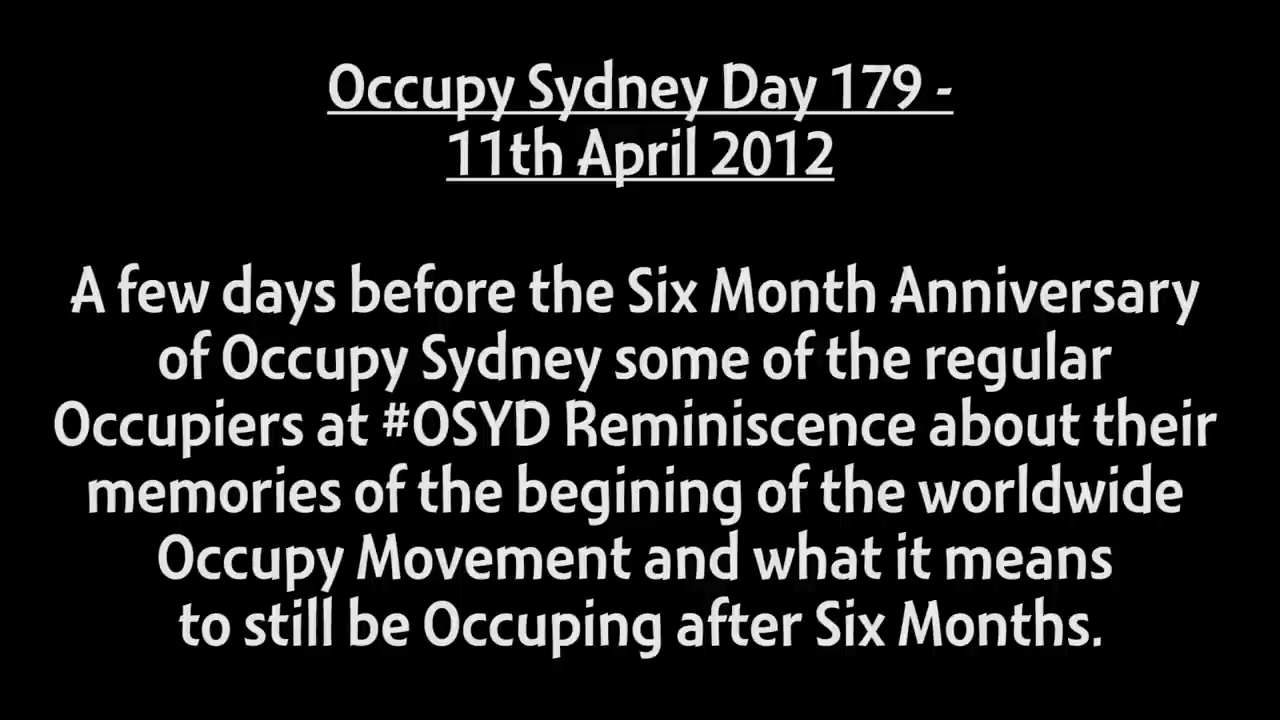 Occupy Sydney Day 179 -
11th April 2012
A few days before the Six Month Anniversary
of Occupy Sydney some of the regular
Occupiers at #OSYD Reminiscence about their
memories of the begining of the worldwide
Occupy Movement and what it means
to still be Occuping after Six Months.